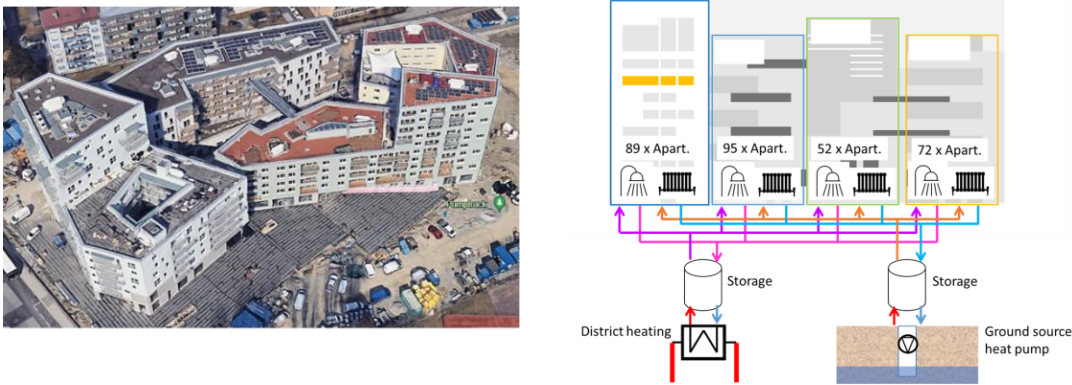 89 x Apart.
95 x Apart.
52 x Apart.
72 x Apart.
Storage
Storage
District heating
Ground source
heat pump